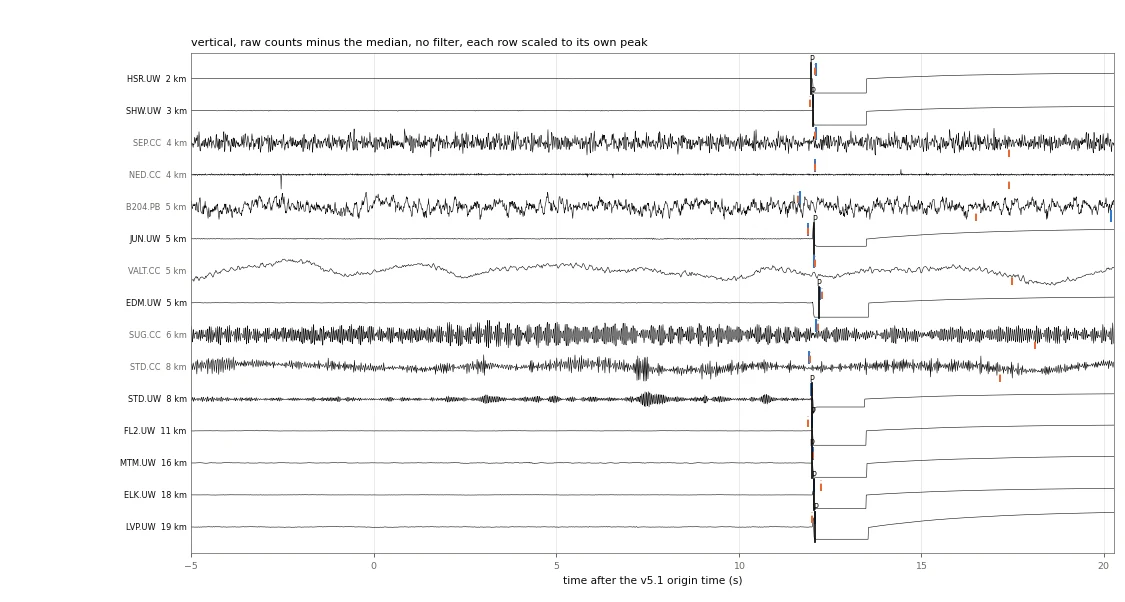 vertical, raw counts minus the median, no filter, each row scaled to its own peak
HSR.UW 2 km
P
SHW.UW 3 km
P
SEP.CC 4 km
NED.CC 4 km
B204.PB 5 km
JUN.UW 5 km
P
VALT.CC 5 km
EDM.UW 5 km
P
SUG.CC 6 km
STD.CC 8 km
STD.UW 8 km
P
FL2.UW 11 km
P
MTM.UW 16 km
P
ELK.UW 18 km
P
LVP.UW 19 km
P
−5 0 5 10 15 20
time after the v5.1 origin time (s)